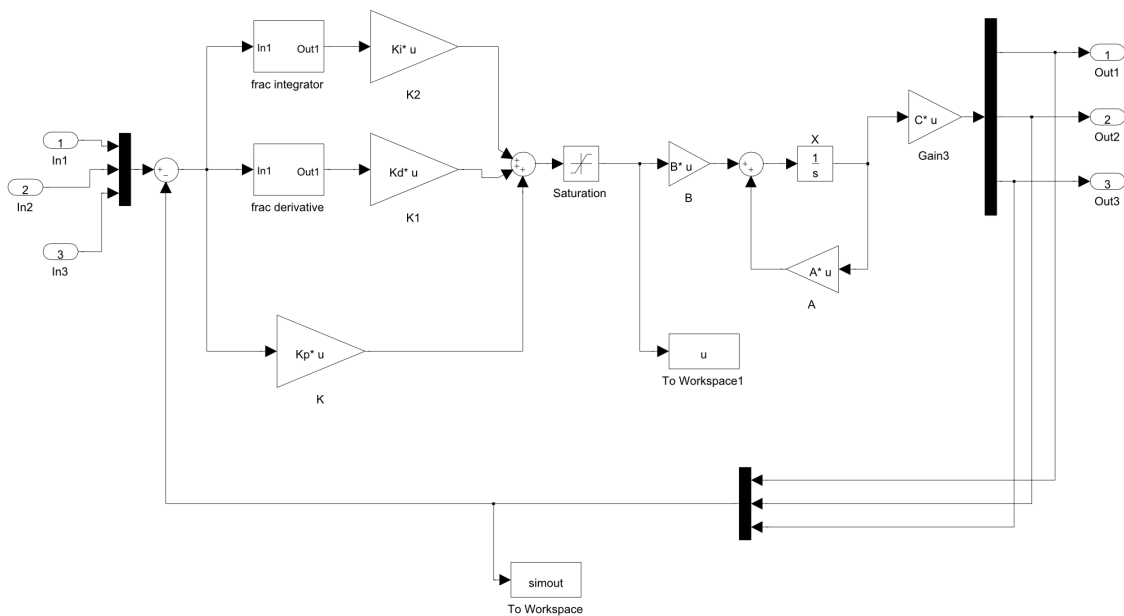 In1
Out1
frac integrator
Ki* u
K2
1
In1
2
In2
3
In3
+
−
In1
Out1
frac derivative
Kd* u
K1
Kp* u
K
+
+
+
Saturation
B* u
B
+
+
X
1
s
A* u
A
C* u
Gain3
1
Out1
2
Out2
3
Out3
u
To Workspace1
simout
To Workspace